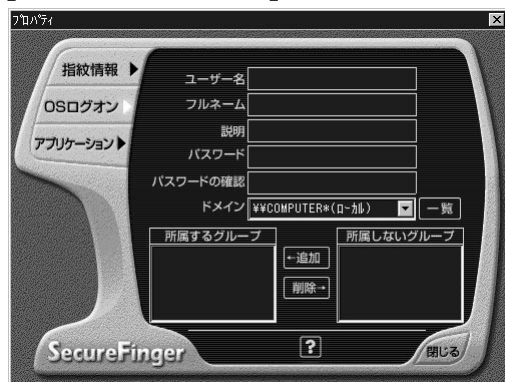 プロパティ
指紋情報
OSログオン
アプリケーション
ユーザー名
フルネーム
説明
パスワード
パスワードの確認
ドメイン ¥¥COMPUTER*(ローカル) 一覧
所属するグループ
所属しないグループ
←追加
削除→
SecureFinger
?
閉じる